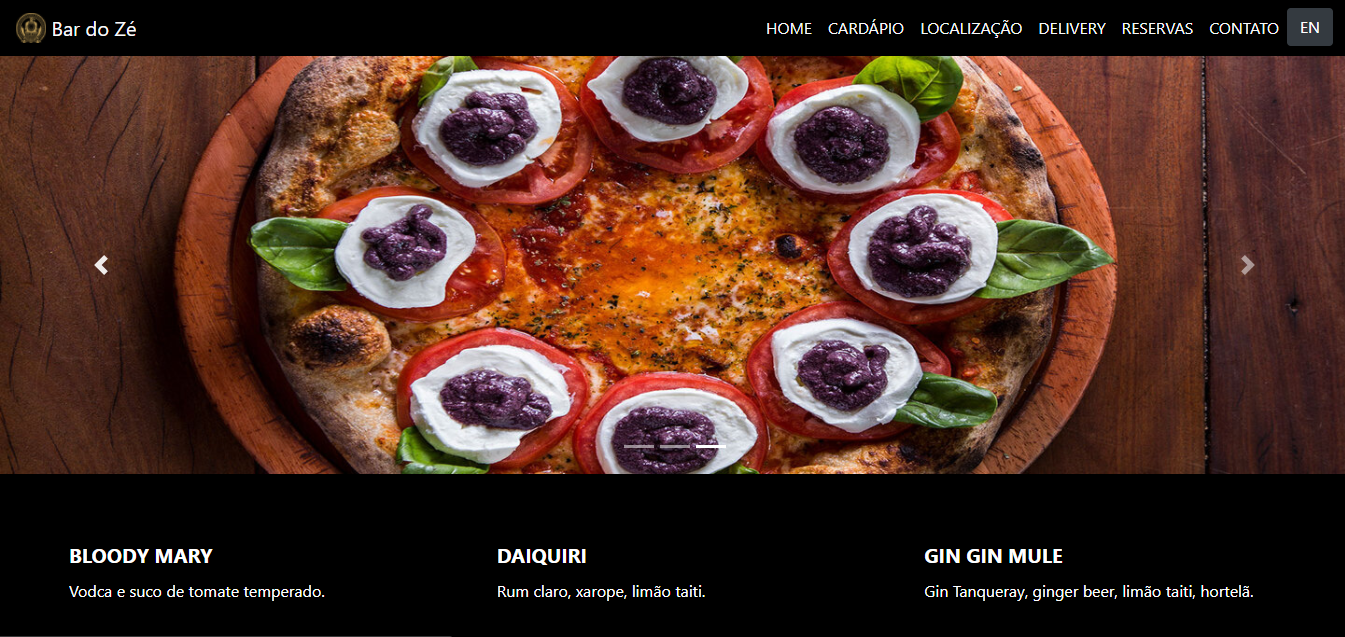 Bar do Zé
HOME CARDÁPIO LOCALIZAÇÃO DELIVERY RESERVAS CONTATO EN
BLOODY MARY
Vodca e suco de tomate temperado.
DAIQUIRI
Rum claro, xarope, limão taiti.
GIN GIN MULE
Gin Tanqueray, ginger beer, limão taiti, hortelã.